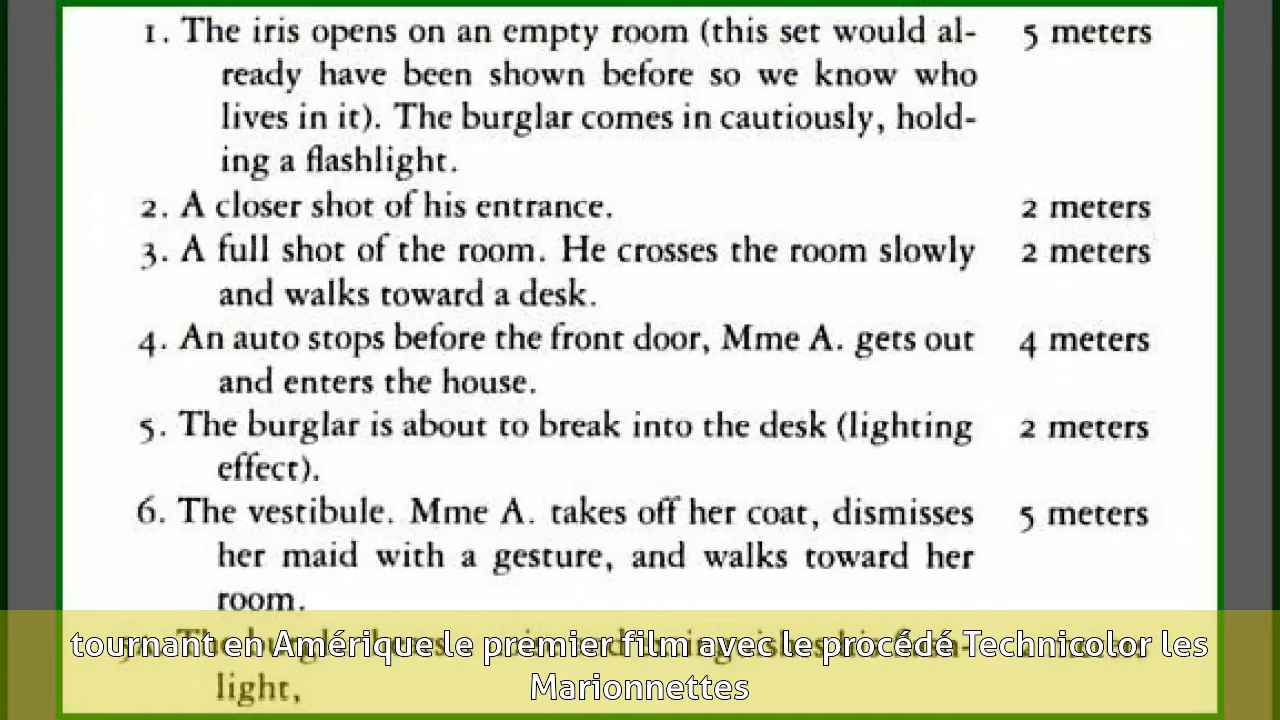 1. The iris opens on an empty room (this set would al- 5 meters
ready have been shown before so we know who
lives in it). The burglar comes in cautiously, hold-
ing a flashlight.
2. A closer shot of his entrance. 2 meters
3. A full shot of the room. He crosses the room slowly 2 meters
and walks toward a desk.
4. An auto stops before the front door, Mme A. gets out 4 meters
and enters the house.
5. The burglar is about to break into the desk (lighting 2 meters
effect).
6. The vestibule. Mme A. takes off her coat, dismisses 5 meters
her maid with a gesture, and walks toward her
room.
tournant en Amérique le premier film avec le procédé Technicolor les
Marionnettes
light,